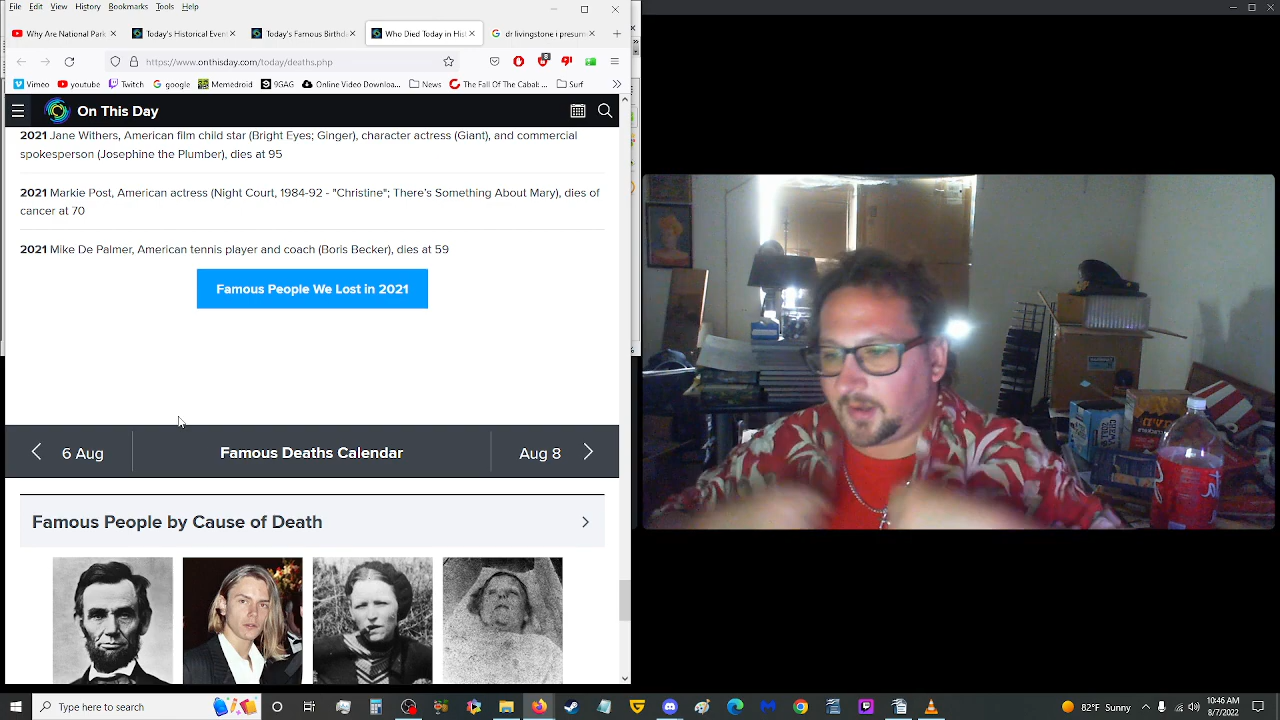 File Edit View History Bookmarks Tools Help
Why Are National Park
Today's Historical Even
Today's Famous Birthda
Who Died Today in Hist
dr livingstone i presum
https://www.onthisday.com/today/deaths.php
Vimeo youtube Twitch google Memedroid 9GAG Online Video Downloa... News The Fall Of The Cabal ... Surf
On This Day
2021 Jane Withers, American film child star (Bright Eyes; Ginger), character actress (Giant), and commercial
spokesperson (Josephine the Plumber), dies at 95
2021 Markie Post, American actress (Night Court, 1984-92 - "Christine"; There's Something About Mary), dies of
cancer at 70
2021 Mike De Palmer, American tennis player and coach (Boris Becker), dies at 59
Famous People We Lost in 2021
6 Aug Famous Deaths Calendar Aug 8
Famous People by Cause of Death
Type here to search
82°F Sunny
10:46 AM
8/7/2022